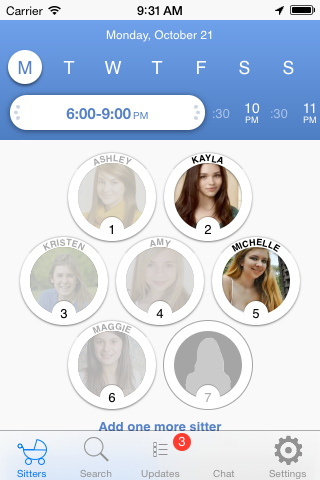 Carrier 9:31 AM
Monday, October 21
M T W T F S S
6:00-9:00 PM :30 10 PM :30 11 PM
ASHLEY
1
KAYLA
2
KRISTEN
3
AMY
4
MICHELLE
5
MAGGIE
6
7
Add one more sitter
3
Sitters Search Updates Chat Settings